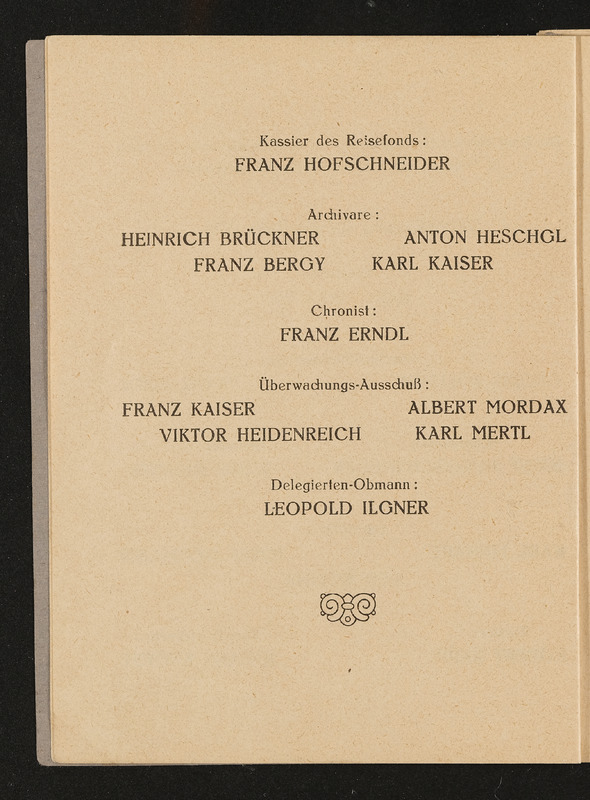 Kassier des Reisefonds:
FRANZ HOFSCHNEIDER
Archivare:
HEINRICH BRÜCKNER ANTON HESCHGL
FRANZ BERGY KARL KAISER
Chronist:
FRANZ ERNDL
Überwachungs-Ausschuß:
FRANZ KAISER ALBERT MORDAX
VIKTOR HEIDENREICH KARL MERTL
Delegierten-Obmann:
LEOPOLD ILGNER